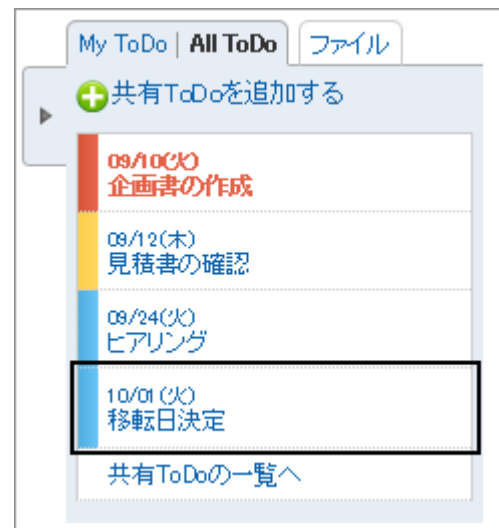 My ToDo | All ToDo ファイル
共有ToDoを追加する
09/10(火)
企画書の作成
09/12(木)
見積書の確認
09/24(火)
ヒアリング
10/01(火)
移転日決定
共有ToDoの一覧へ